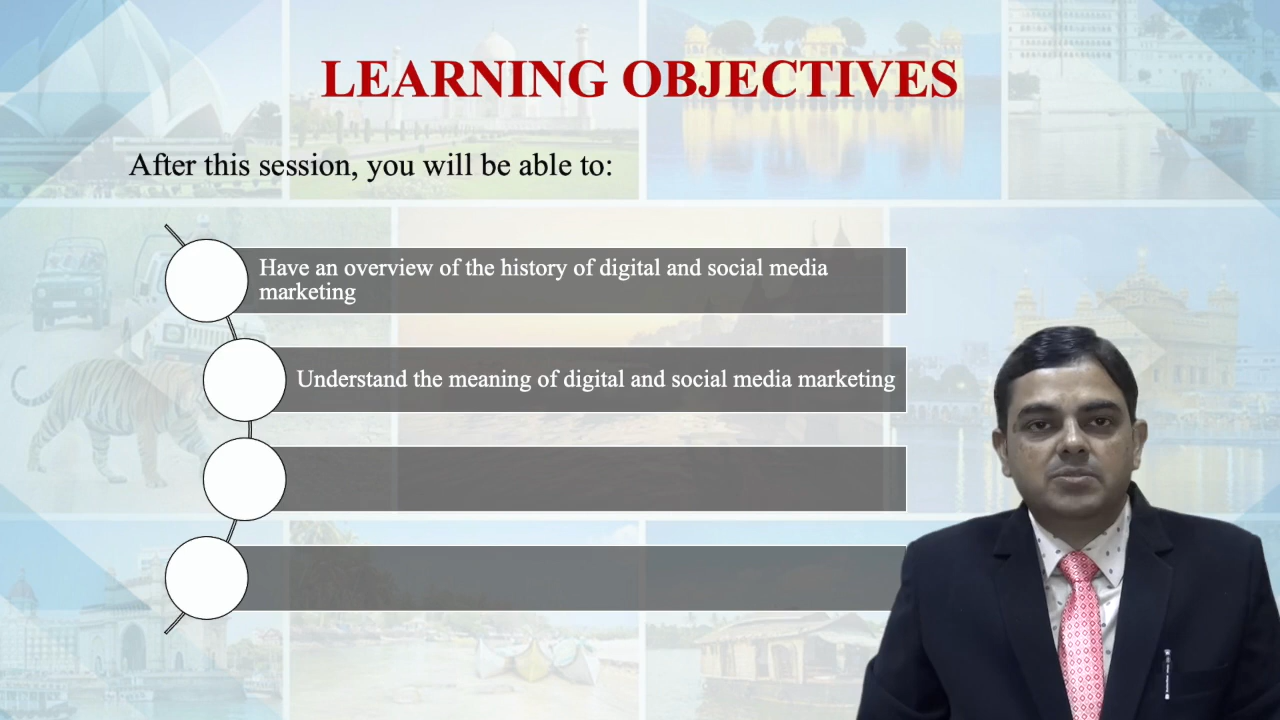 LEARNING OBJECTIVES
After this session, you will be able to:
Have an overview of the history of digital and social media
marketing
Understand the meaning of digital and social media marketing